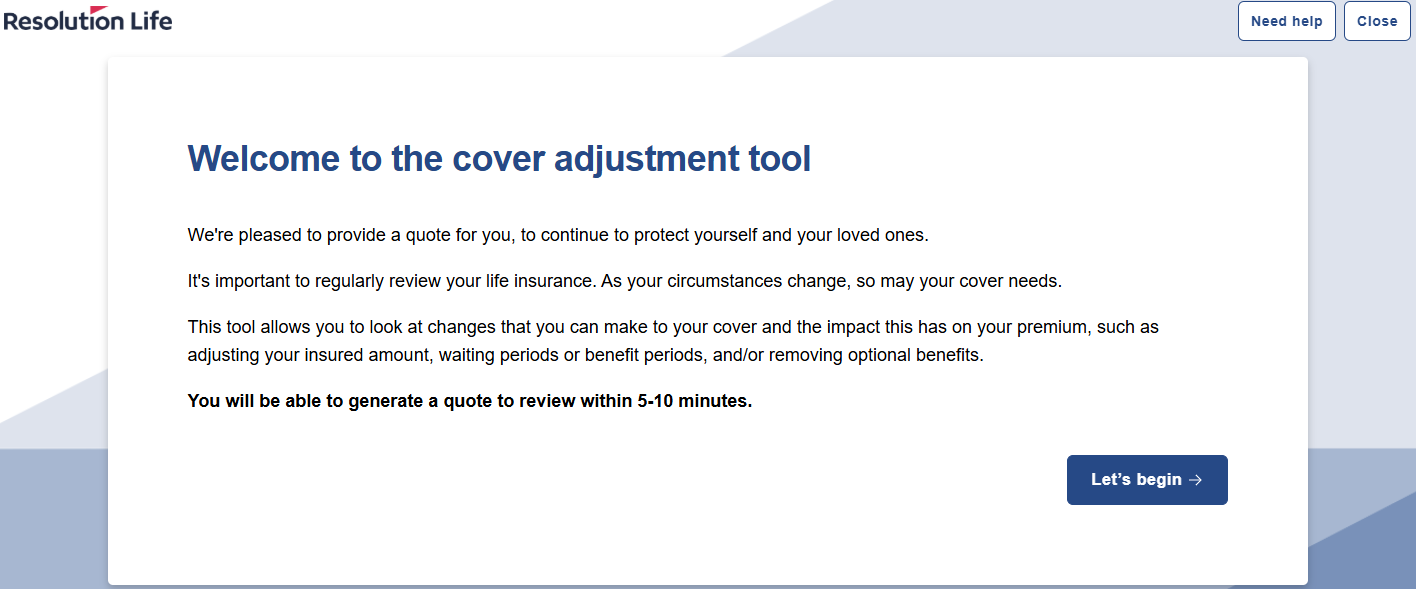 Resolution Life
Need help
Close
Welcome to the cover adjustment tool
We're pleased to provide a quote for you, to continue to protect yourself and your loved ones.
It's important to regularly review your life insurance. As your circumstances change, so may your cover needs.
This tool allows you to look at changes that you can make to your cover and the impact this has on your premium, such as
adjusting your insured amount, waiting periods or benefit periods, and/or removing optional benefits.
You will be able to generate a quote to review within 5-10 minutes.
Let’s begin →